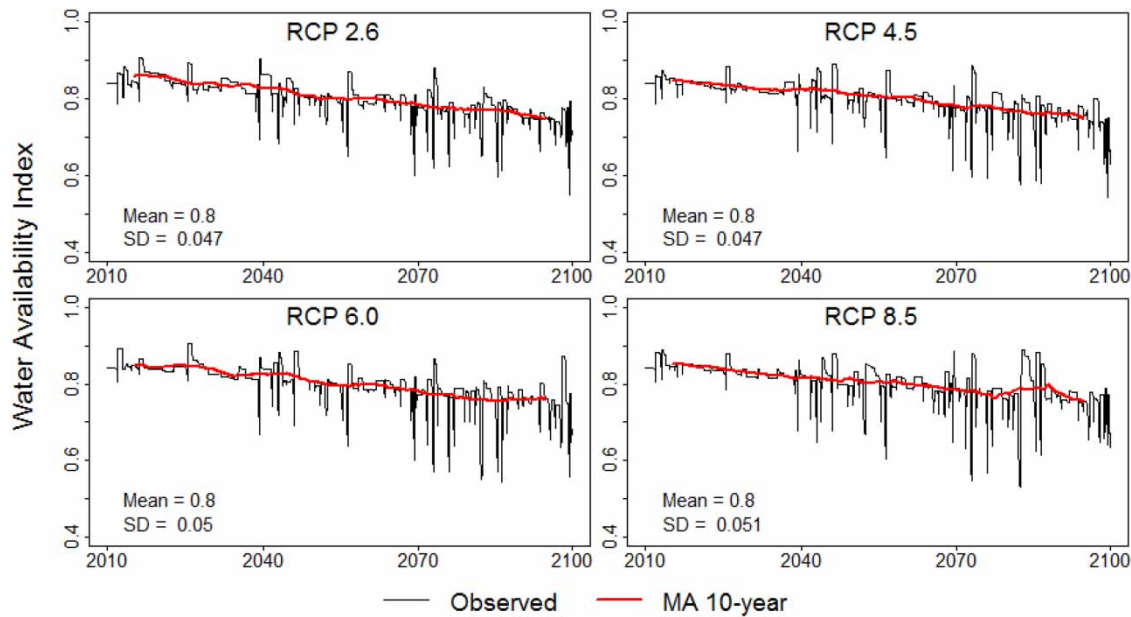 Water Availability Index
RCP 2.6
1.0
0.8
0.6
0.4
Mean = 0.8
SD = 0.047
2010 2040 2070 2100
RCP 4.5
1.0
0.8
0.6
0.4
Mean = 0.8
SD = 0.047
2010 2040 2070 2100
RCP 6.0
1.0
0.8
0.6
0.4
Mean = 0.8
SD = 0.05
2010 2040 2070 2100
RCP 8.5
1.0
0.8
0.6
0.4
Mean = 0.8
SD = 0.051
2010 2040 2070 2100
Observed MA 10-year